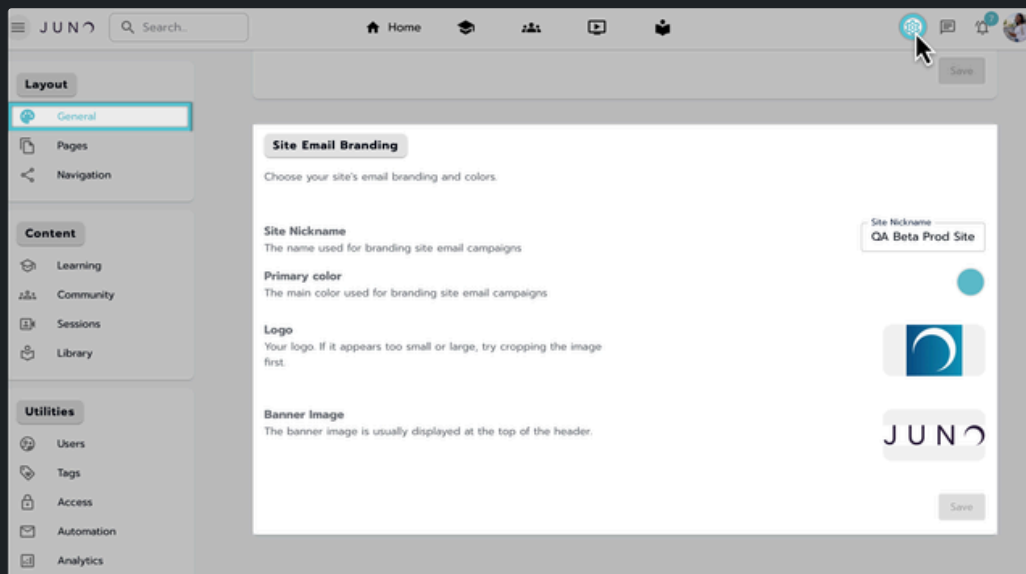 JUNO
Search..
Home
7
Layout
General
Pages
Navigation
Content
Learning
Community
Sessions
Library
Utilities
Users
Tags
Access
Automation
Analytics
Save
Site Email Branding
Choose your site's email branding and colors.
Site Nickname
The name used for branding site email campaigns
Site Nickname
QA Beta Prod Site
Primary color
The main color used for branding site email campaigns
Logo
Your logo. If it appears too small or large, try cropping the image
first.
Banner Image
The banner image is usually displayed at the top of the header.
JUNO
Save